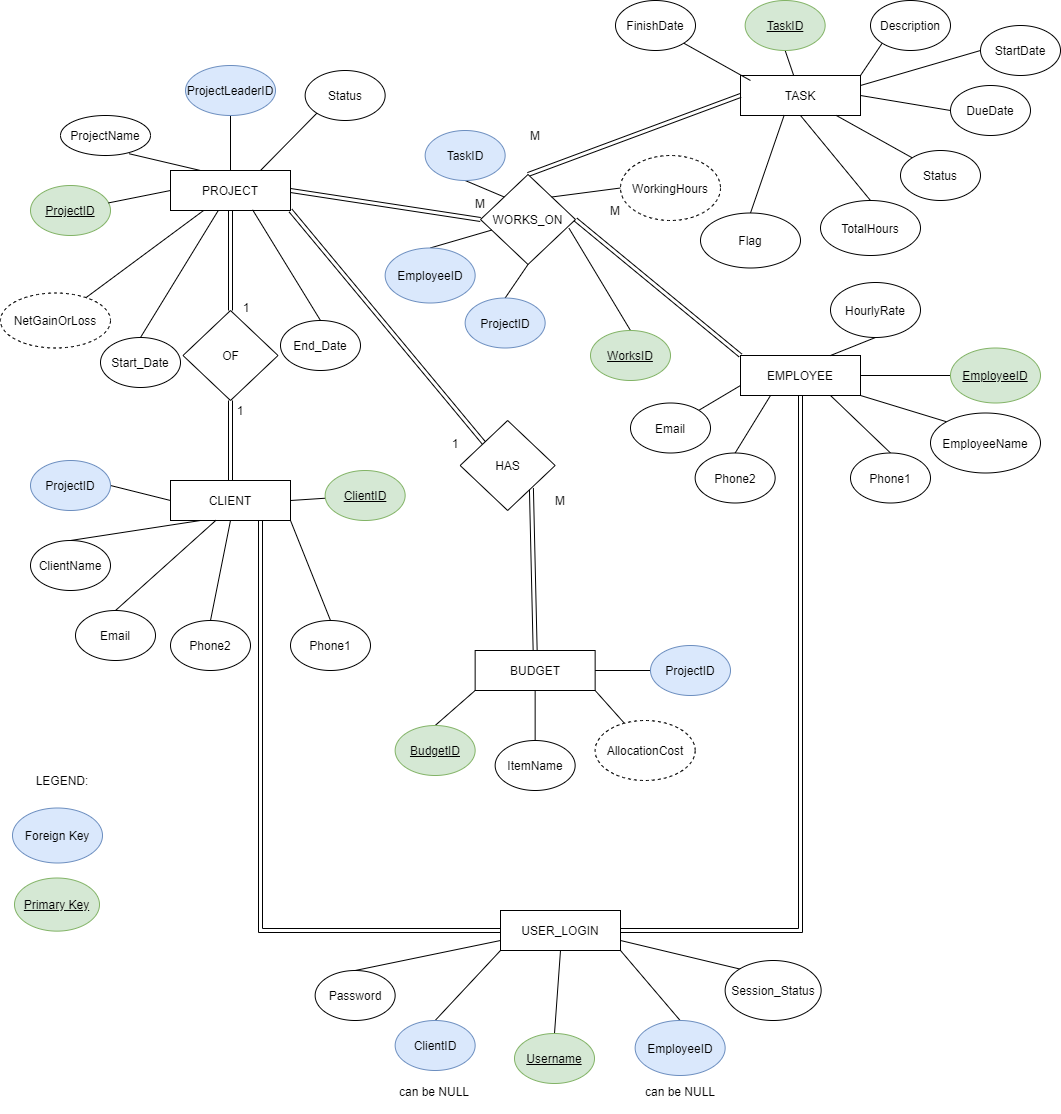 FinishDate
TaskID
Description
StartDate
ProjectLeaderID
Status
TASK
DueDate
ProjectName
M
TaskID
Status
WorkingHours
PROJECT
M
M
ProjectID
WORKS_ON
TotalHours
Flag
EmployeeID
NetGainOrLoss
1
ProjectID
HourlyRate
Start_Date
OF
End_Date
WorksID
EMPLOYEE
EmployeeID
1
Email
EmployeeName
1
HAS
Phone2
Phone1
ProjectID
CLIENT
ClientID
M
ClientName
Email
Phone2
Phone1
BUDGET
ProjectID
BudgetID
ItemName
AllocationCost
LEGEND:
Foreign Key
Primary Key
USER_LOGIN
Password
Session_Status
ClientID
Username
EmployeeID
can be NULL
can be NULL